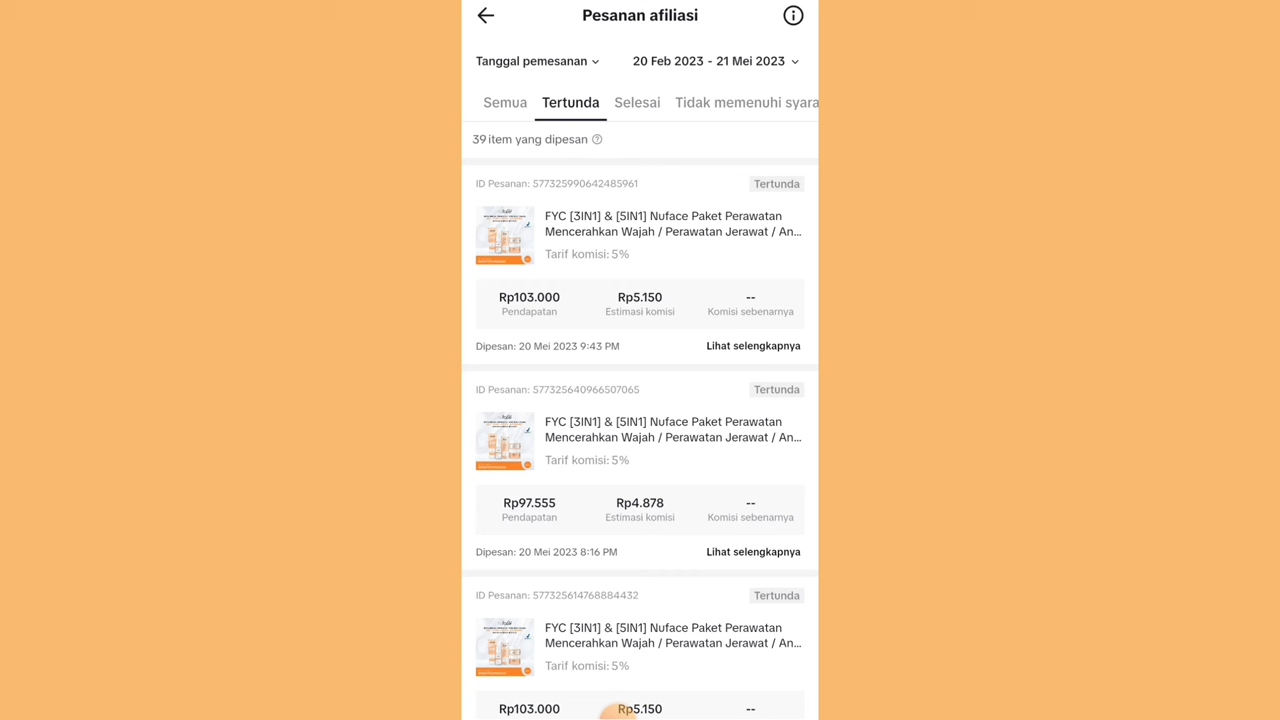 Pesanan afiliasi
Tanggal pemesanan
20 Feb 2023 - 21 Mei 2023
Semua
Tertunda
Selesai
Tidak memenuhi syara
39 item yang dipesan
ID Pesanan: 577325990642485961
Tertunda
FYC [3IN1] & [5IN1] Nuface Paket Perawatan
Mencerahkan Wajah / Perawatan Jerawat / An...
Tarif komisi: 5%
Rp103.000
Rp5.150
--
Pendapatan
Estimasi komisi
Komisi sebenarnya
Dipesan: 20 Mei 2023 9:43 PM
Lihat selengkapnya
ID Pesanan: 577325640966507065
Tertunda
FYC [3IN1] & [5IN1] Nuface Paket Perawatan
Mencerahkan Wajah / Perawatan Jerawat / An...
Tarif komisi: 5%
Rp97.555
Rp4.878
--
Pendapatan
Estimasi komisi
Komisi sebenarnya
Dipesan: 20 Mei 2023 8:16 PM
Lihat selengkapnya
ID Pesanan: 577325614768884432
Tertunda
FYC [3IN1] & [5IN1] Nuface Paket Perawatan
Mencerahkan Wajah / Perawatan Jerawat / An...
Tarif komisi: 5%
Rp103.000
Rp5.150
--